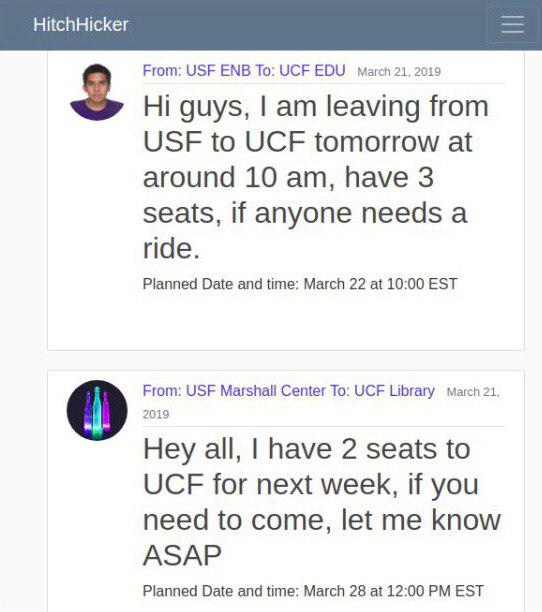 HitchHicker
From: USF ENB To: UCF EDU March 21, 2019
Hi guys, I am leaving from
USF to UCF tomorrow at
around 10 am, have 3
seats, if anyone needs a
ride.
Planned Date and time: March 22 at 10:00 EST
From: USF Marshall Center To: UCF Library March 21,
2019
Hey all, I have 2 seats to
UCF for next week, if you
need to come, let me know
ASAP
Planned Date and time: March 28 at 12:00 PM EST